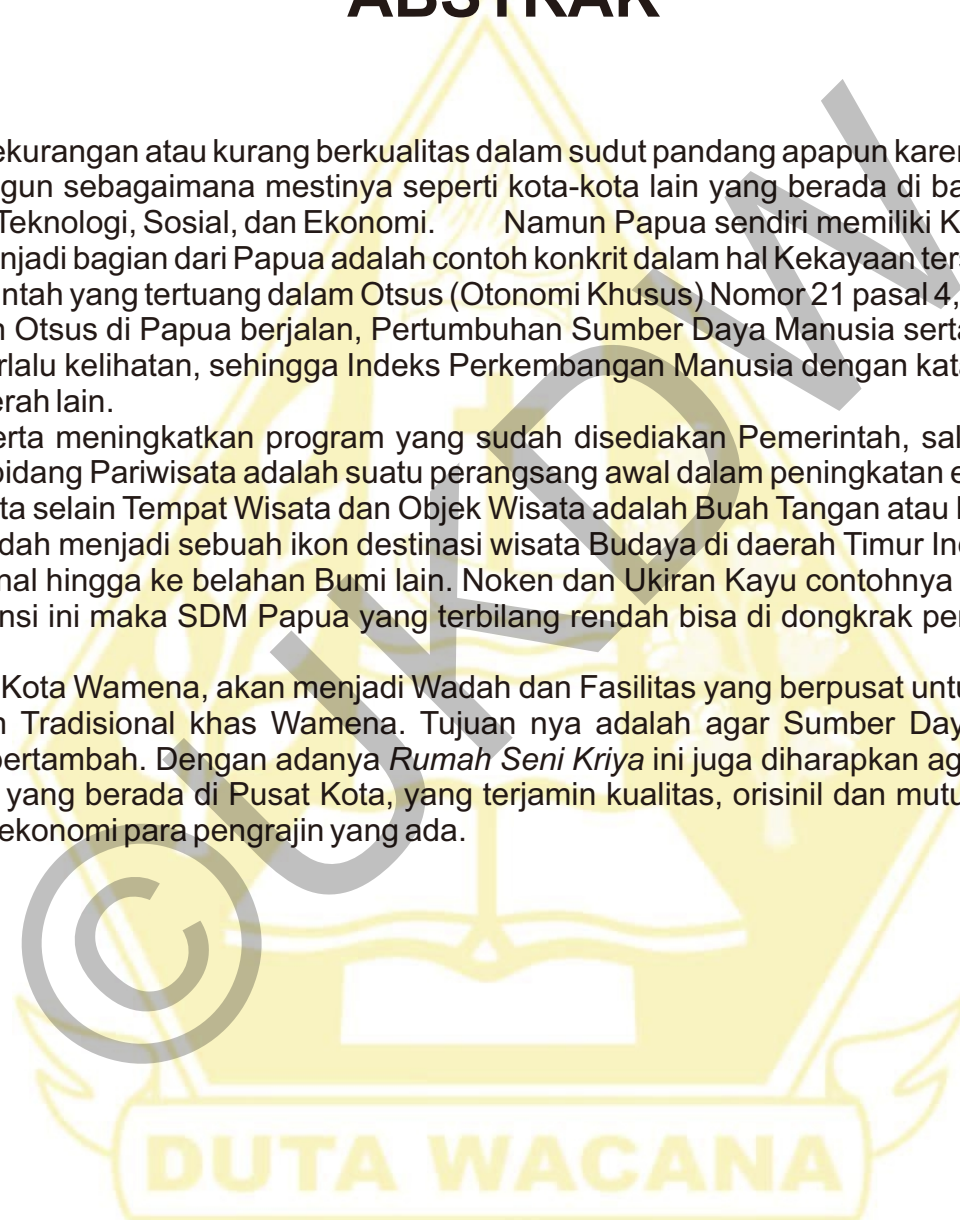 ABSTRAK
ekurangan atau kurang berkualitas dalam sudut pandang apapun karen
gun sebagaimana mestinya seperti kota-kota lain yang berada di ba
Teknologi, Sosial, dan Ekonomi. Namun Papua sendiri memiliki K
njadi bagian dari Papua adalah contoh konkrit dalam hal Kekayaan ters
ntah yang tertuang dalam Otsus (Otonomi Khusus) Nomor 21 pasal 4,
n Otsus di Papua berjalan, Pertumbuhan Sumber Daya Manusia serta
rlalu kelihatan, sehingga Indeks Perkembangan Manusia dengan kata
erah lain.
erta meningkatkan program yang sudah disediakan Pemerintah, sal
bidang Pariwisata adalah suatu perangsang awal dalam peningkatan e
ta selain Tempat Wisata dan Objek Wisata adalah Buah Tangan atau
dah menjadi sebuah ikon destinasi wisata Budaya di daerah Timur In
nal hingga ke belahan Bumi lain. Noken dan Ukiran Kayu contohnya
nsi ini maka SDM Papua yang terbilang rendah bisa di dongkrak per
Kota Wamena, akan menjadi Wadah dan Fasilitas yang berpusat untu
n Tradisional khas Wamena. Tujuan nya adalah agar Sumber Day
bertambah. Dengan adanya Rumah Seni Kriya ini juga diharapkan ag
yang berada di Pusat Kota, yang terjamin kualitas, orisinil dan mutu
ekonomi para pengrajin yang ada.
©UKDW
DUTA WACANA